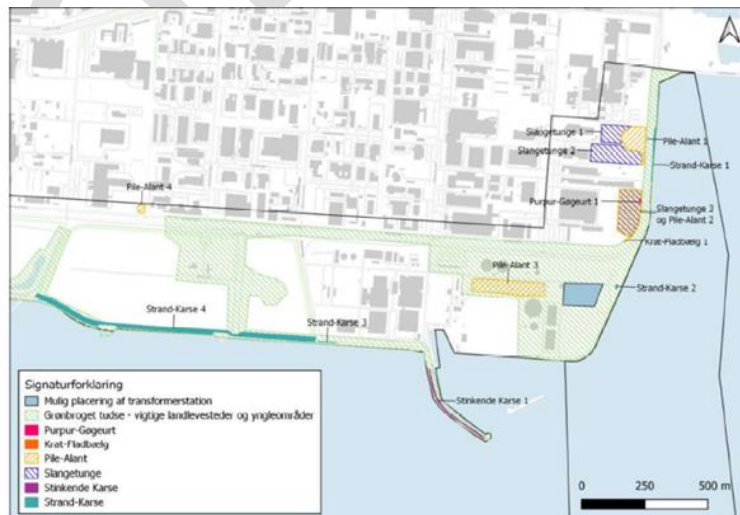 Slangetunge 1
Slangetunge 2
Pile-Alant 1
Strand-Karse 1
Pile-Alant 4
Purpur-Gøgeurt 1
Slangetunge 3
og Pile-Alant 2
Krat-Fladbælg 1
Pile-Alant 3
Strand-Karse 2
Strand-Karse 4
Strand-Karse 3
Stinkende Karse 1
Signaturforklaring
Mulig placering af transformerstation
Grønbroget tudse - vigtige landlevesteder og yngleområder
Purpur-Gøgeurt
Krat-Fladbælg
Pile-Alant
Slangetunge
Stinkende Karse
Strand-Karse
0 250 500 m